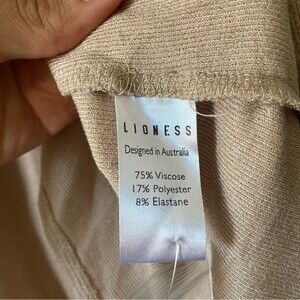 LIONESS
Designed in Australia
75% Viscose
17% Polyester
8% Elastane